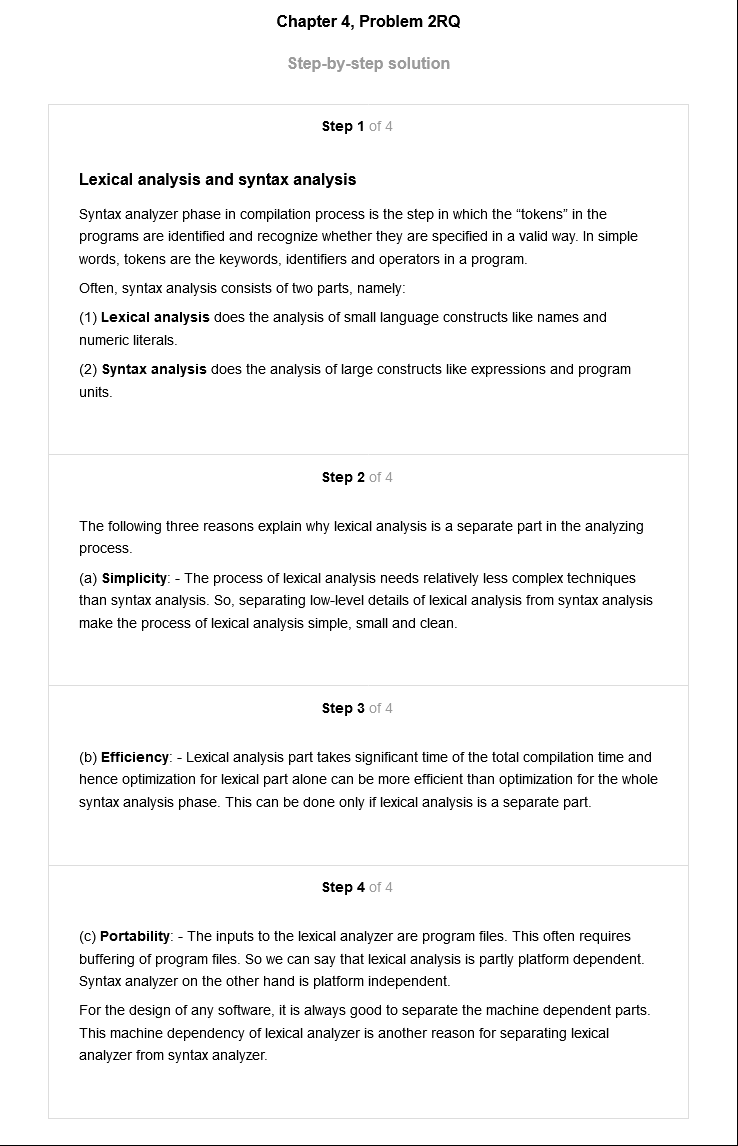 Chapter 4, Problem 2RQ
Step-by-step solution
Step 1 of 4
Lexical analysis and syntax analysis
Syntax analyzer phase in compilation process is the step in which the “tokens” in the
programs are identified and recognize whether they are specified in a valid way. In simple
words, tokens are the keywords, identifiers and operators in a program.
Often, syntax analysis consists of two parts, namely:
(1) Lexical analysis does the analysis of small language constructs like names and
numeric literals.
(2) Syntax analysis does the analysis of large constructs like expressions and program
units.
Step 2 of 4
The following three reasons explain why lexical analysis is a separate part in the analyzing
process.
(a) Simplicity: - The process of lexical analysis needs relatively less complex techniques
than syntax analysis. So, separating low-level details of lexical analysis from syntax analysis
make the process of lexical analysis simple, small and clean.
Step 3 of 4
(b) Efficiency: - Lexical analysis part takes significant time of the total compilation time and
hence optimization for lexical part alone can be more efficient than optimization for the whole
syntax analysis phase. This can be done only if lexical analysis is a separate part.
Step 4 of 4
(c) Portability: - The inputs to the lexical analyzer are program files. This often requires
buffering of program files. So we can say that lexical analysis is partly platform dependent.
Syntax analyzer on the other hand is platform independent.
For the design of any software, it is always good to separate the machine dependent parts.
This machine dependency of lexical analyzer is another reason for separating lexical
analyzer from syntax analyzer.